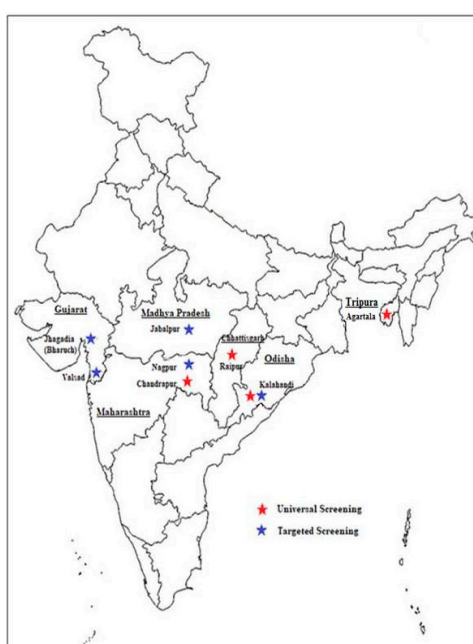 Gujarat
Jhagadia
(Bharuch)
Valsad
Madhya Pradesh
Jabalpur
Nagpur
Chandrapur
Maharashtra
Chhattisgarh
Raipur
Odisha
Kalahandi
Tripura
Agartala
Universal Screening
Targeted Screening